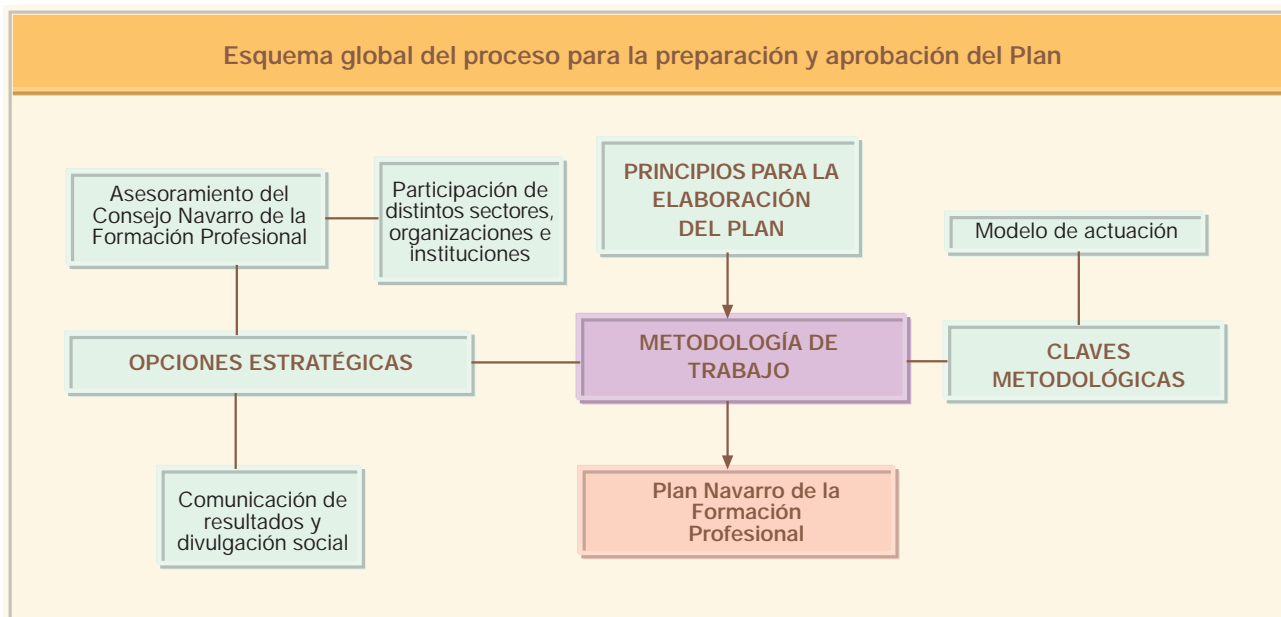 Esquema global del proceso para la preparación y aprobación del Plan
Asesoramiento del
Consejo Navarro de la
Formación Profesional
Participación de
distintos sectores,
organizaciones e
instituciones
PRINCIPIOS PARA LA
ELABORACIÓN
DEL PLAN
Modelo de actuación
OPCIONES ESTRATÉGICAS
METODOLOGÍA DE
TRABAJO
CLAVES
METODOLÓGICAS
Comunicación de
resultados y
divulgación social
Plan Navarro de la
Formación
Profesional